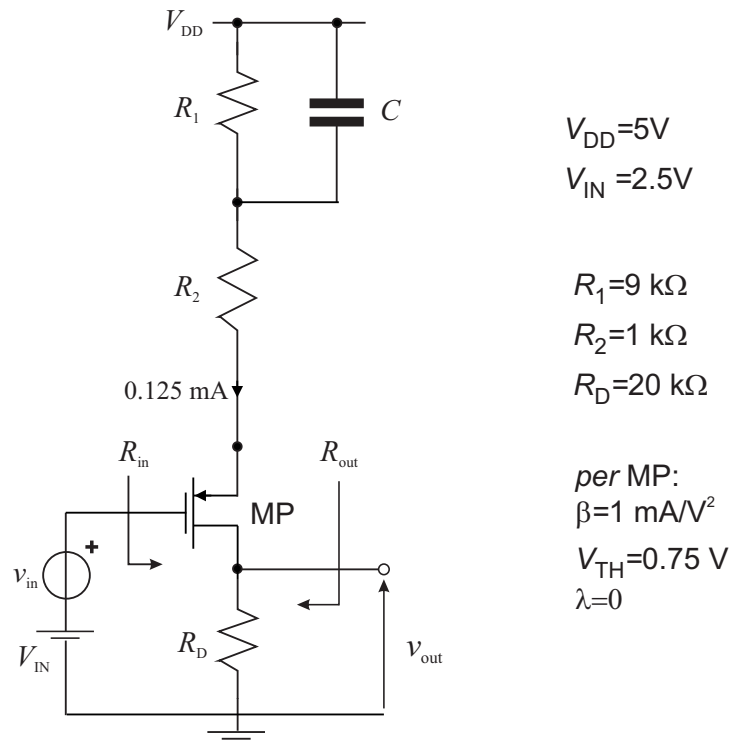 V_DD
R_1
C
R_2
0.125 mA
R_in
R_out
MP
+
v_in
V_IN
R_D
v_out
V_DD=5V
V_IN =2.5V
R_1=9 kΩ
R_2=1 kΩ
R_D=20 kΩ
per MP:
β=1 mA/V²
V_TH=0.75 V
λ=0